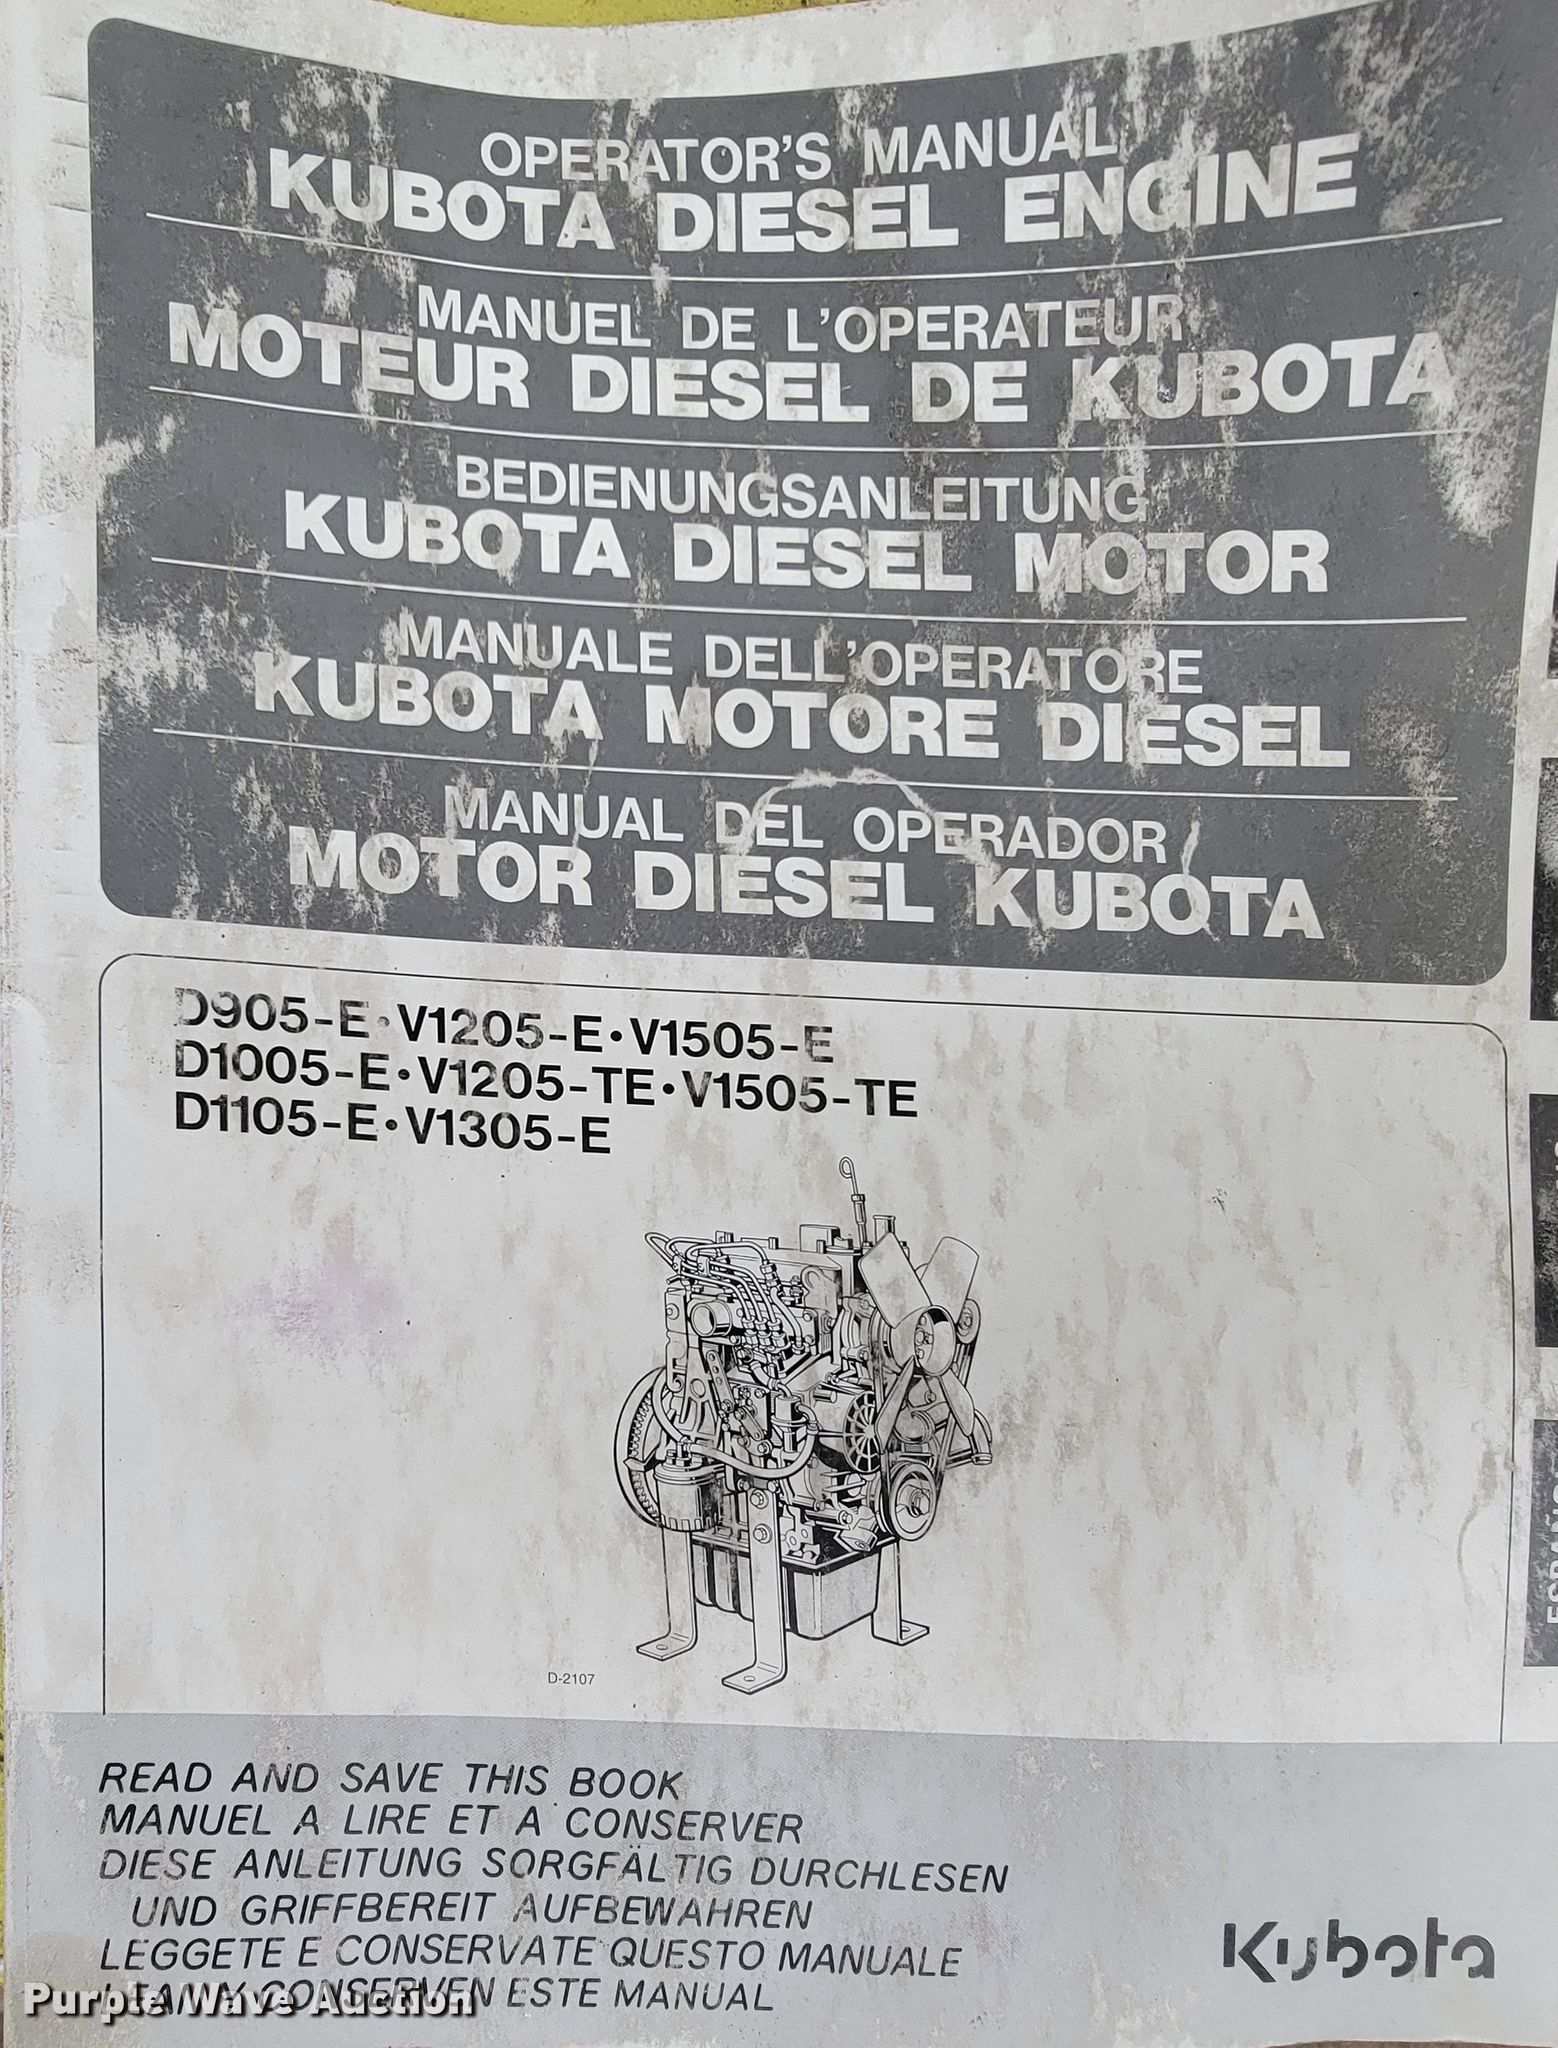 OPERATOR'S MANUAL
KUBOTA DIESEL ENGINE
MANUEL DE L'OPERATEUR
MOTEUR DIESEL DE KUBOTA
BEDIENUNGSANLEITUNG
KUBOTA DIESEL MOTOR
MANUALE DELL'OPERATORE
KUBOTA MOTORE DIESEL
MANUAL DEL OPERADOR
MOTOR DIESEL KUBOTA
D905-E·V1205-E·V1505-E
D1005-E·V1205-TE·V1505-TE
D1105-E·V1305-E
D-2107
READ AND SAVE THIS BOOK
MANUEL A LIRE ET A CONSERVER
DIESE ANLEITUNG SORGFÄLTIG DURCHLESEN
UND GRIFFBEREIT AUFBEWAHREN
LEGGETE E CONSERVATE QUESTO MANUALE
LEAN Y CONSERVEN ESTE MANUAL
Kubota
Purple Wave Auction